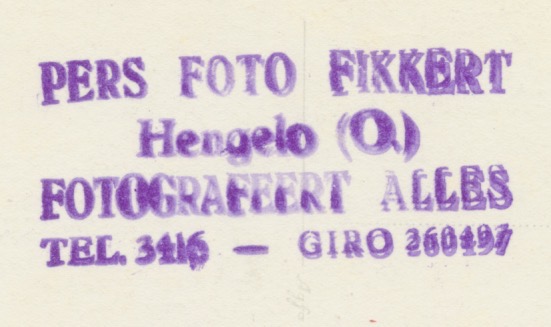 PERS FOTO FIKKERT
Hengelo (O.)
FOTOGRAFEERT ALLES
TEL. 3416 — GIRO 260497